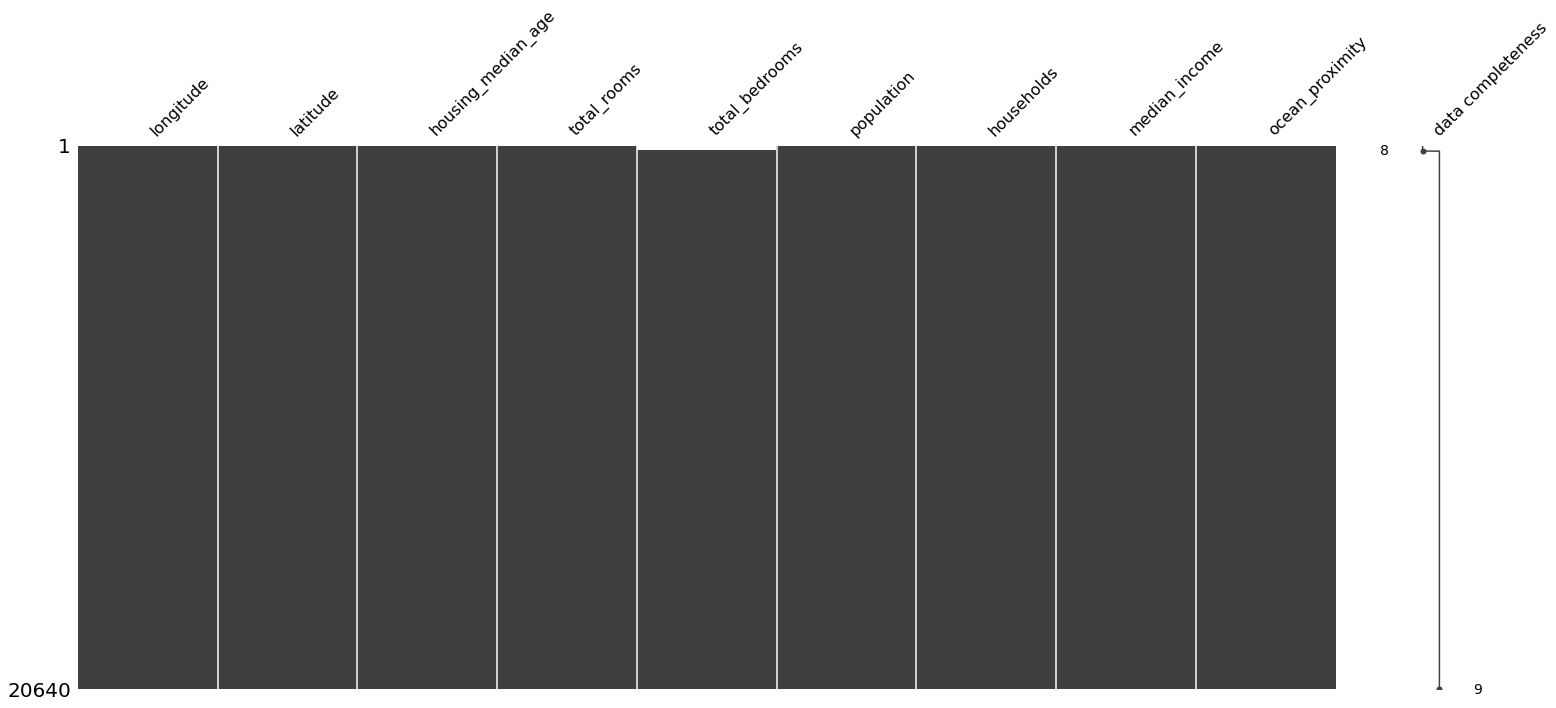 longitude
latitude
housing_median_age
total_rooms
total_bedrooms
population
households
median_income
ocean_proximity
data completeness
1
8
20640
9